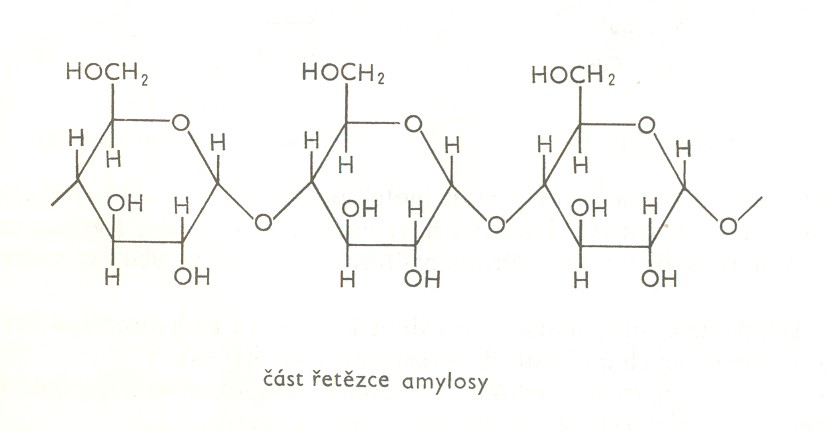 HOCH2 HOCH2 HOCH2
O O O
H H H H H H
H H H
OH H OH H OH H
O O O
H OH H OH H OH
část řetězce amylosy